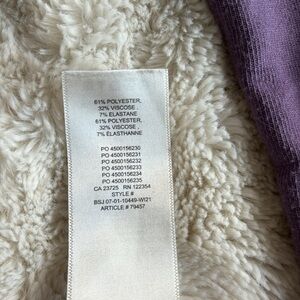 61% POLYESTER,
32% VISCOSE,
7% ELASTANE
61% POLYESTER,
32% VISCOSE,
7% ELASTHANNE
PO 4500156230
PO 4500156231
PO 4500156232
PO 4500156233
PO 4500156234
PO 4500156235
CA 23725 RN 122354
STYLE #
BSJ 07-01-10449-WI21
ARTICLE # 79457